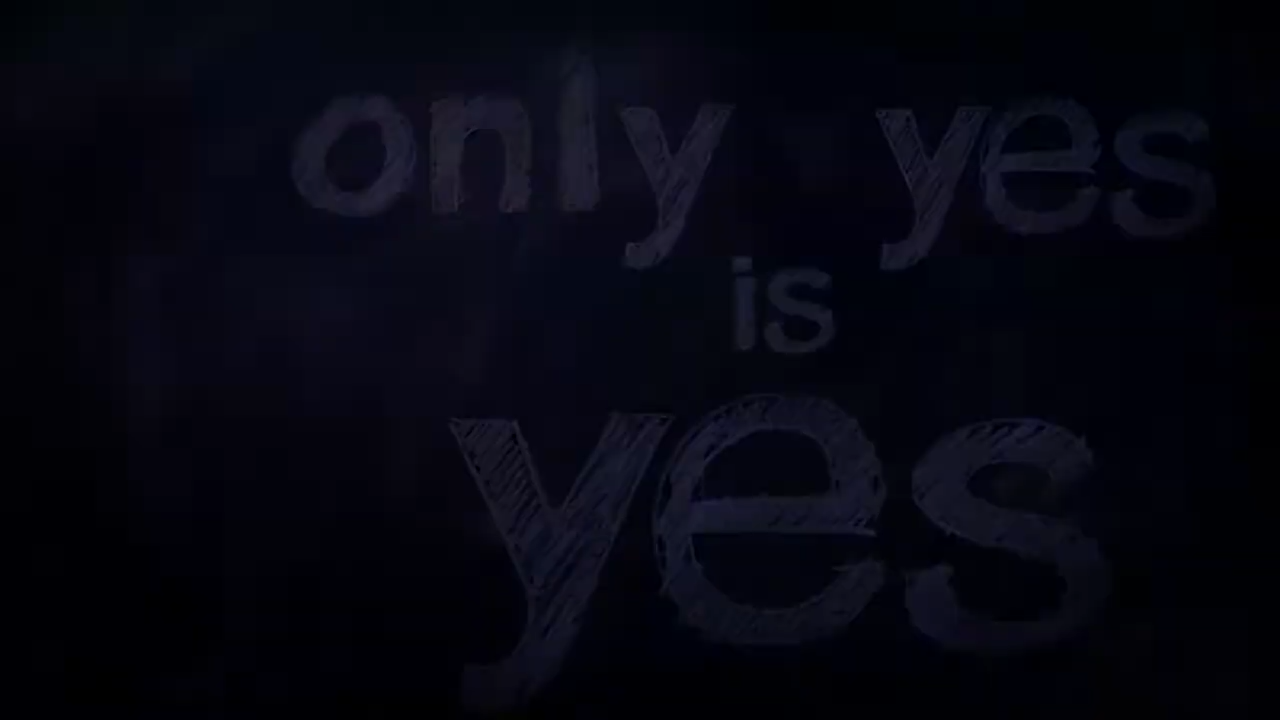 only yes
is
yes